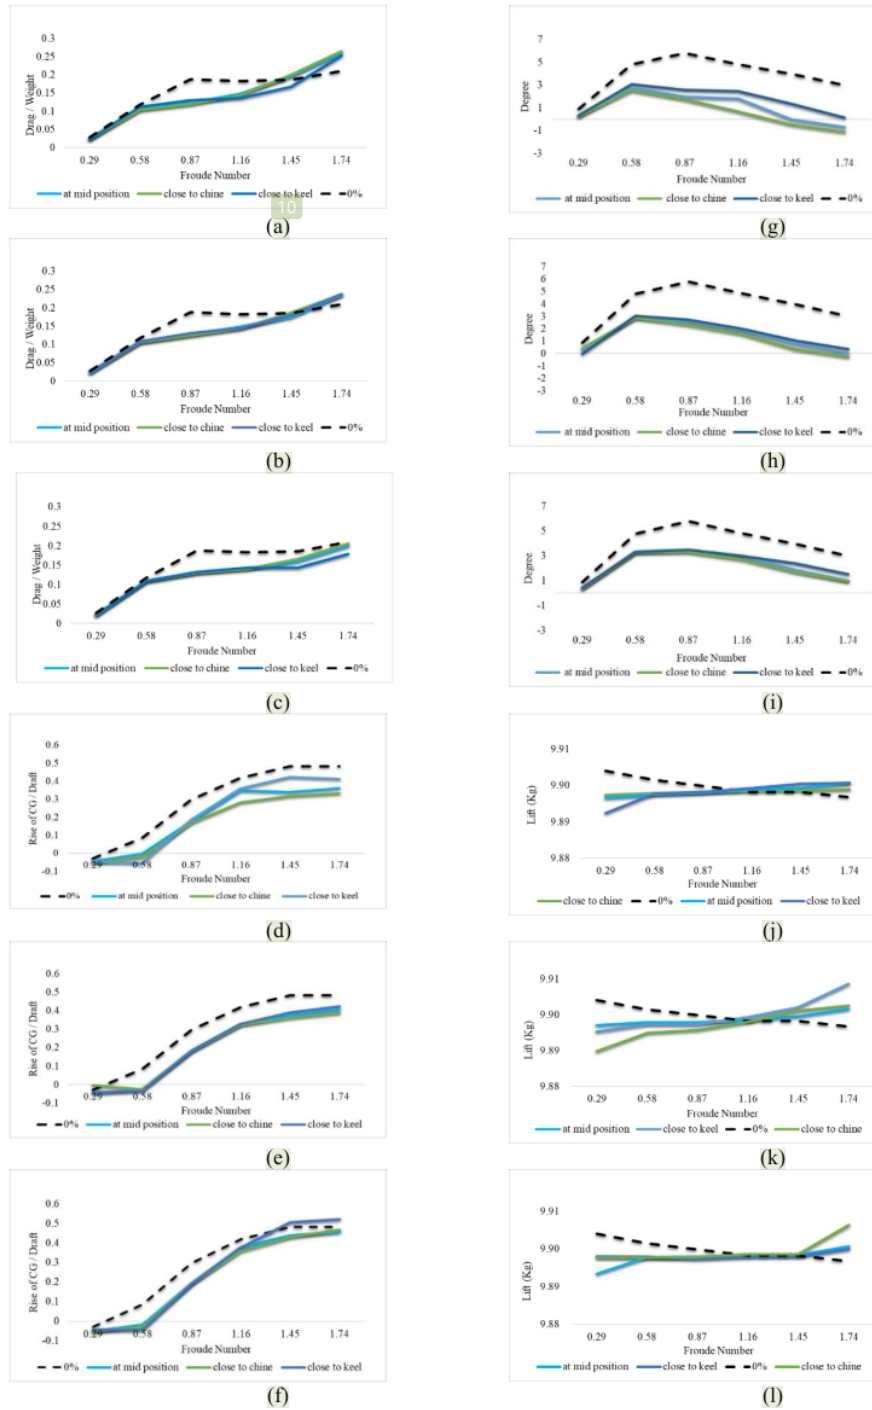 0.3
0.25
0.2
0.15
0.1
0.05
0
Drag / Weight
0.29 0.58 0.87 1.16 1.45 1.74
Froude Number
at mid position close to chine close to keel 0%
10
(a)
7
5
3
1
-1
-3
Degree
0.29 0.58 0.87 1.16 1.45 1.74
Froude Number
at mid position close to chine close to keel 0%
(g)
0.3
0.25
0.2
0.15
0.1
0.05
0
Drag / Weight
0.29 0.58 0.87 1.16 1.45 1.74
Froude Number
at mid position close to chine close to keel 0%
(b)
7
6
5
4
3
2
1
0
-1
-2
-3
Degree
0.29 0.58 0.87 1.16 1.45 1.74
Froude Number
at mid position close to chine close to keel 0%
(h)
0.3
0.25
0.2
0.15
0.1
0.05
0
Drag / Weight
0.29 0.58 0.87 1.16 1.45 1.74
Froude Number
at mid position close to chine close to keel 0%
(c)
7
5
3
1
-1
-3
Degree
0.29 0.58 0.87 1.16 1.45 1.74
Froude Number
at mid position close to chine close to keel 0%
(i)
0.6
0.5
0.4
0.3
0.2
0.1
0
-0.1
Rise of CG / Draft
0.29 0.58 0.87 1.16 1.45 1.74
Froude Number
0% at mid position close to chine close to keel
(d)
9.91
9.90
9.89
9.88
Lift (Kg)
0.29 0.58 0.87 1.16 1.45 1.74
Froude Number
close to chine 0% at mid position close to keel
(j)
0.6
0.5
0.4
0.3
0.2
0.1
0
-0.1
Rise of CG / Draft
0.29 0.58 0.87 1.16 1.45 1.74
Froude Number
0% at mid position close to chine close to keel
(e)
9.91
9.90
9.89
9.88
Lift (Kg)
0.29 0.58 0.87 1.16 1.45 1.74
Froude Number
at mid position close to keel 0% close to chine
(k)
0.6
0.5
0.4
0.3
0.2
0.1
0
-0.1
Rise of CG / Draft
0.29 0.58 0.87 1.16 1.45 1.74
Froude Number
0% at mid position close to chine close to keel
(f)
9.91
9.90
9.89
9.88
Lift (Kg)
0.29 0.58 0.87 1.16 1.45 1.74
Froude Number
at mid position close to keel 0% close to chine
(l)